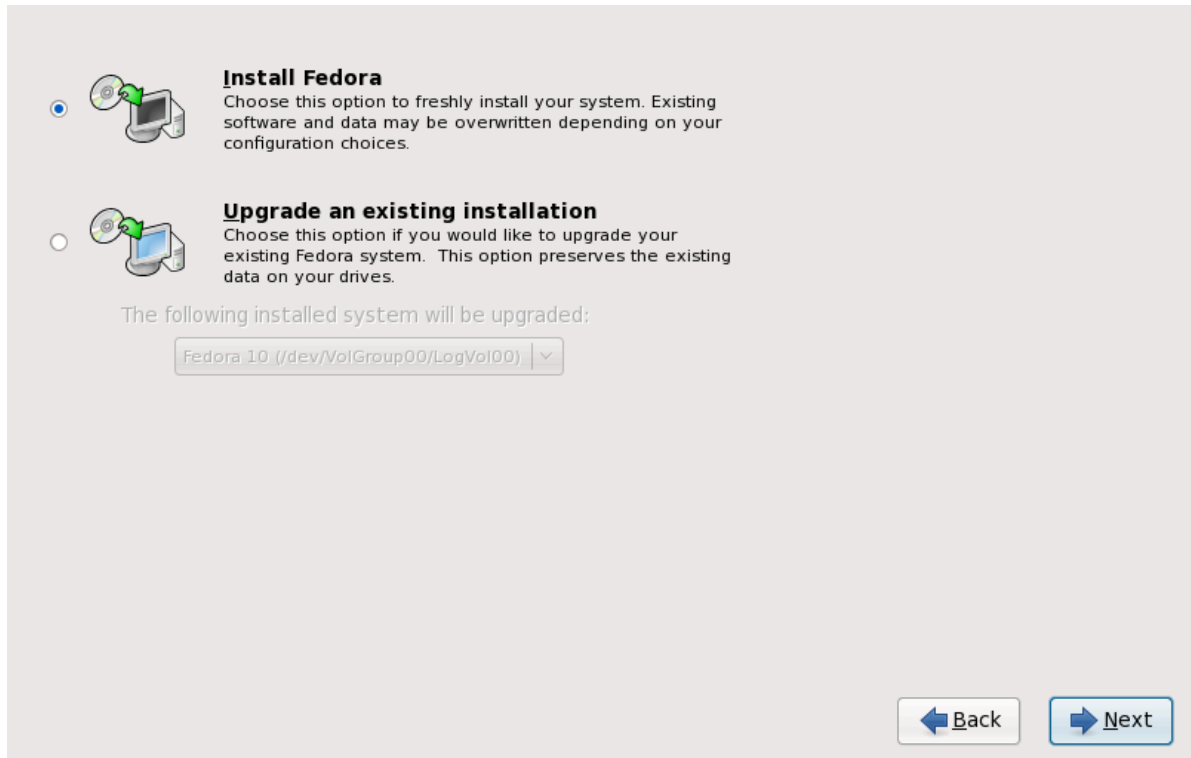 Install Fedora
Choose this option to freshly install your system. Existing
software and data may be overwritten depending on your
configuration choices.
Upgrade an existing installation
Choose this option if you would like to upgrade your
existing Fedora system.  This option preserves the existing
data on your drives.
The following installed system will be upgraded:
Fedora 10 (/dev/VolGroup00/LogVol00)
Back
Next